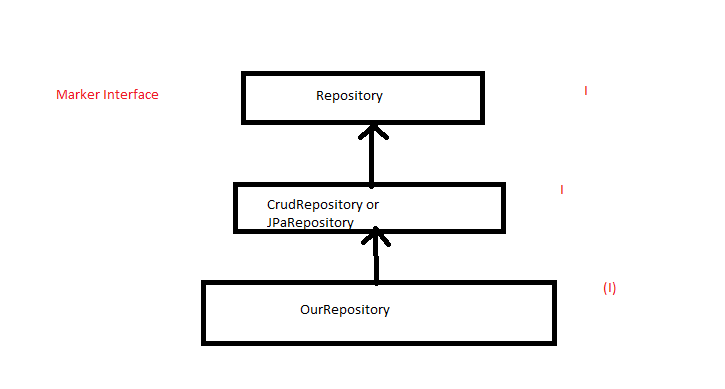 Marker Interface
Repository
I
CrudRepository or
JPaRepository
I
OurRepository
(I)